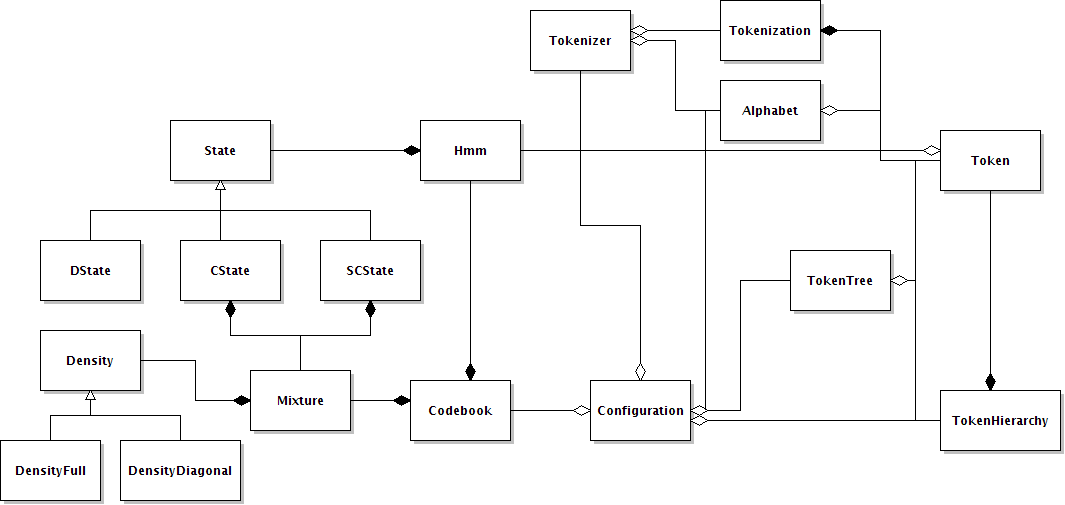 Tokenization
Tokenizer
Alphabet
State
Hmm
Token
DState
CState
SCState
TokenTree
Density
Mixture
Codebook
Configuration
TokenHierarchy
DensityFull
DensityDiagonal